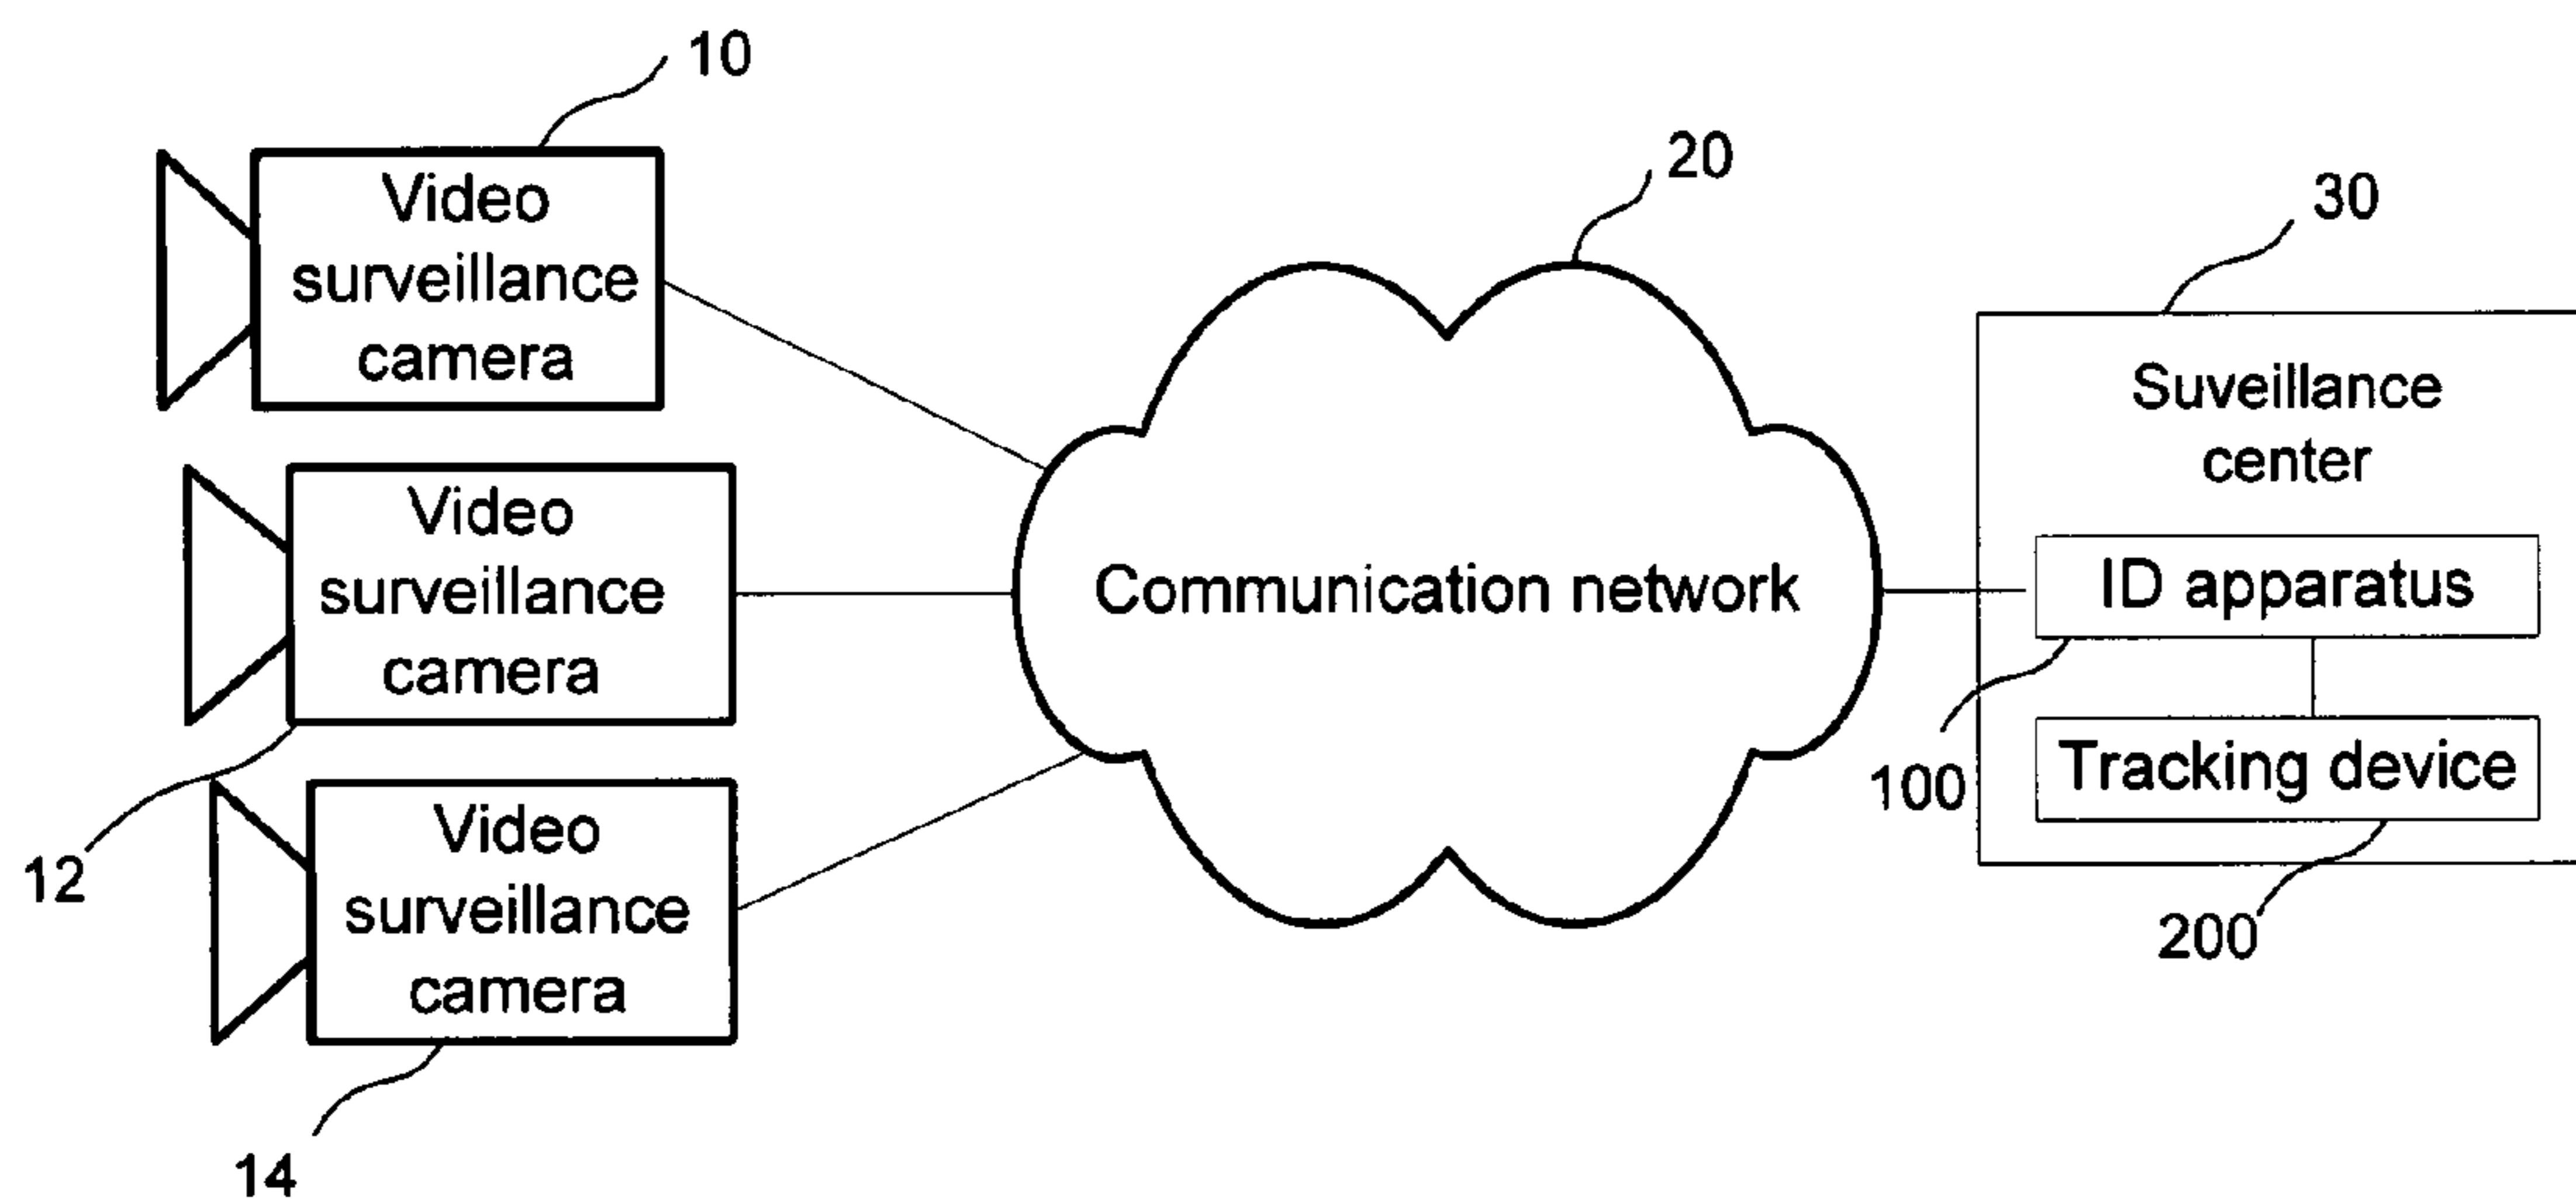 10
Video
surveillance
camera
12
Video
surveillance
camera
14
Video
surveillance
camera
20
Communication network
30
Suveillance
center
ID apparatus
100
Tracking device
200